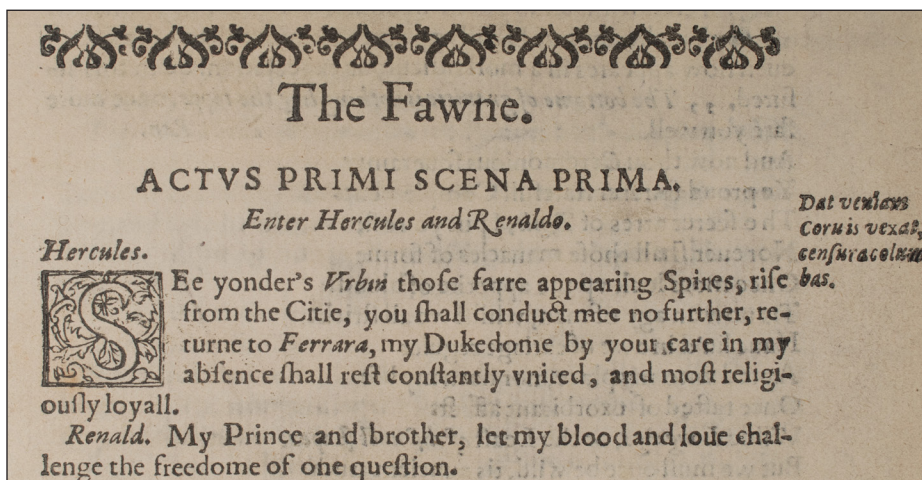 The Fawne.
ACTVS PRIMI SCENA PRIMA.
Enter Hercules and Renaldo.
Hercules.
SEe yonder's Vrbin thoſe farre appearing Spires, riſe
from the Citie, you ſhall conduct mee no further, re-
turne to Ferrara, my Dukedome by your care in my
abſence ſhall reſt conſtantly vnited, and moſt religi-
ouſly loyall.
Renald. My Prince and brother, let my blood and loue chal-
lenge the freedome of one queſtion.
Dat veniam
Coruis vexat,
cenſura colum
bas.